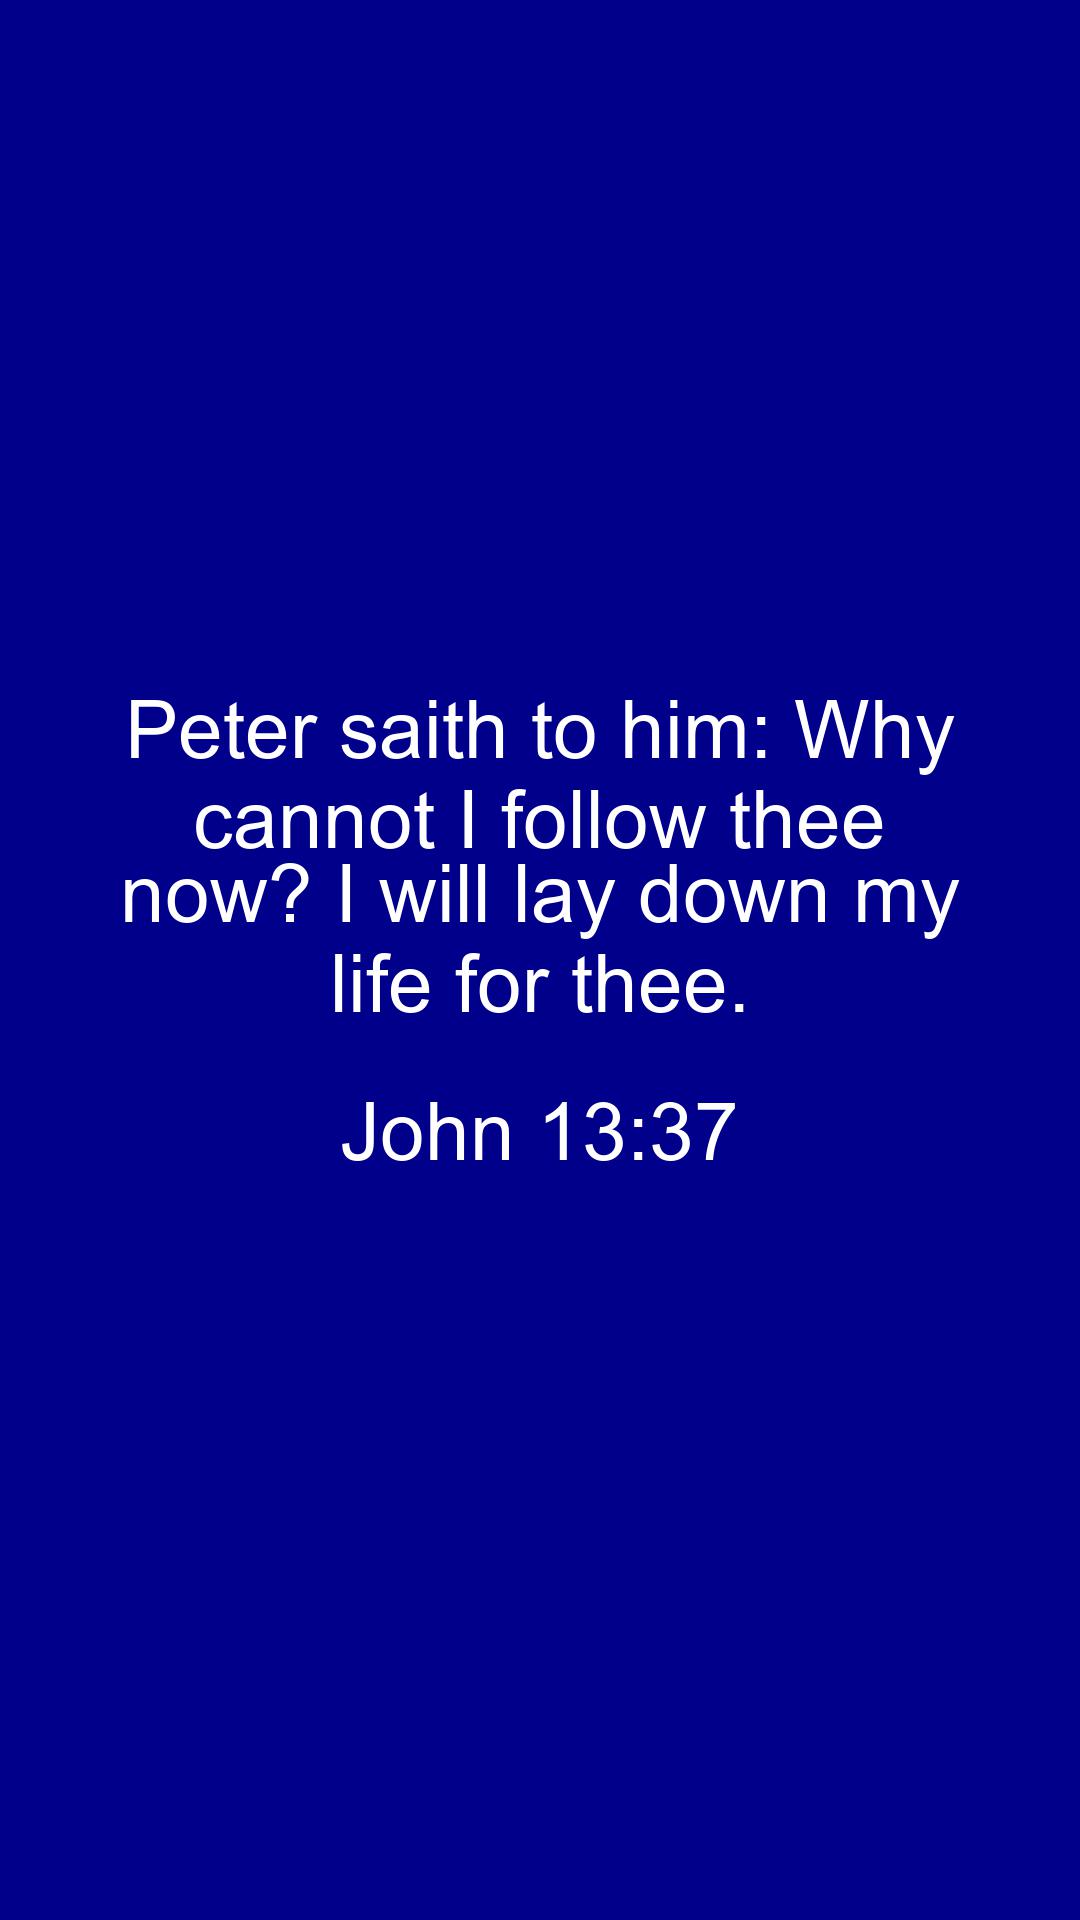 Peter saith to him: Why
cannot I follow thee
now? I will lay down my
life for thee.
John 13:37